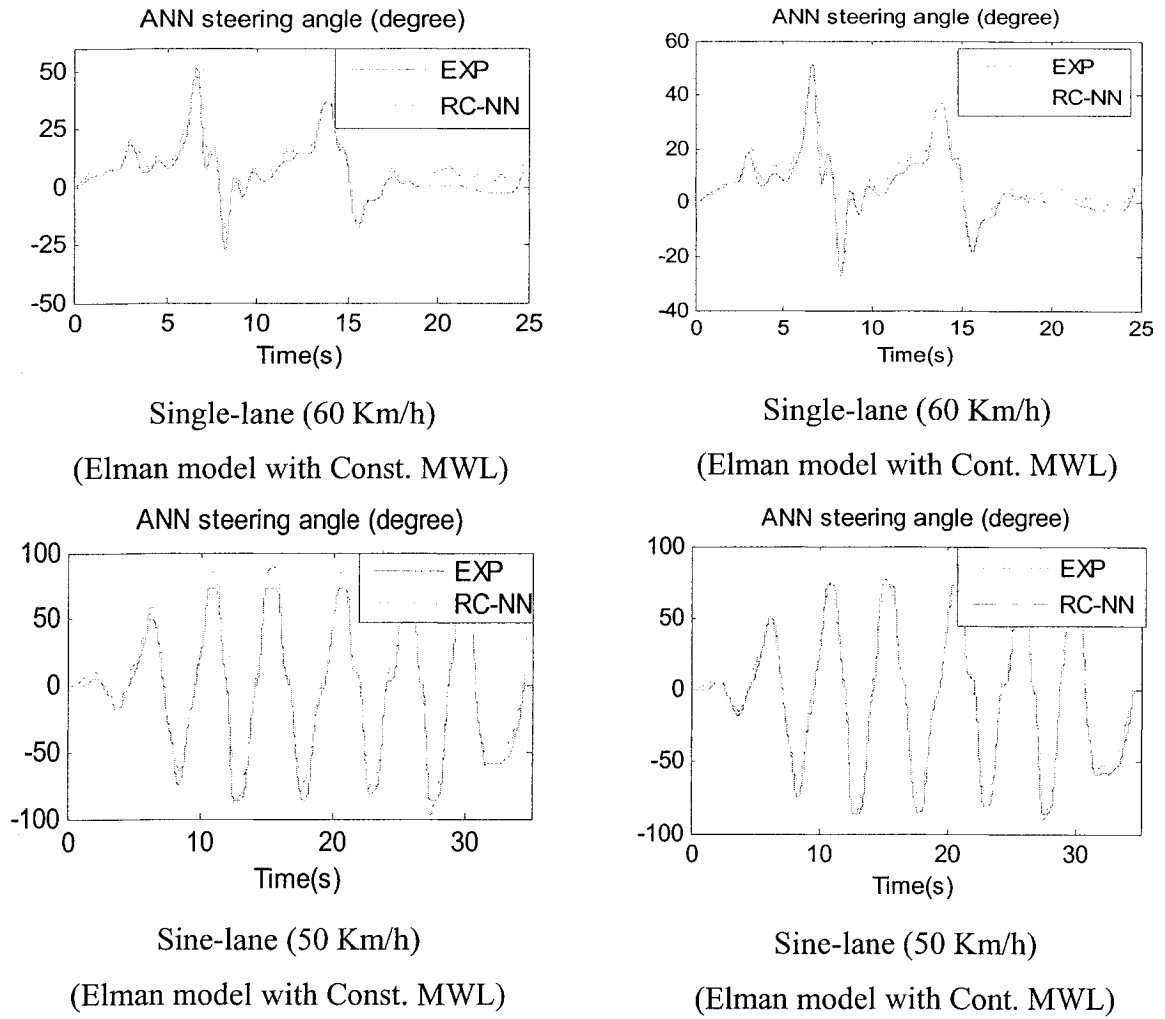 ANN steering angle (degree)
50
25
0
-25
-50
EXP
RC-NN
0 5 10 15 20 25
Time(s)
Single-lane (60 Km/h)
(Elman model with Const. MWL)
ANN steering angle (degree)
60
40
20
0
-20
-40
EXP
RC-NN
0 5 10 15 20 25
Time(s)
Single-lane (60 Km/h)
(Elman model with Cont. MWL)
ANN steering angle (degree)
100
50
0
-50
-100
EXP
RC-NN
0 10 20 30
Time(s)
Sine-lane (50 Km/h)
(Elman model with Const. MWL)
ANN steering angle (degree)
100
50
0
-50
-100
EXP
RC-NN
0 10 20 30
Time(s)
Sine-lane (50 Km/h)
(Elman model with Cont. MWL)